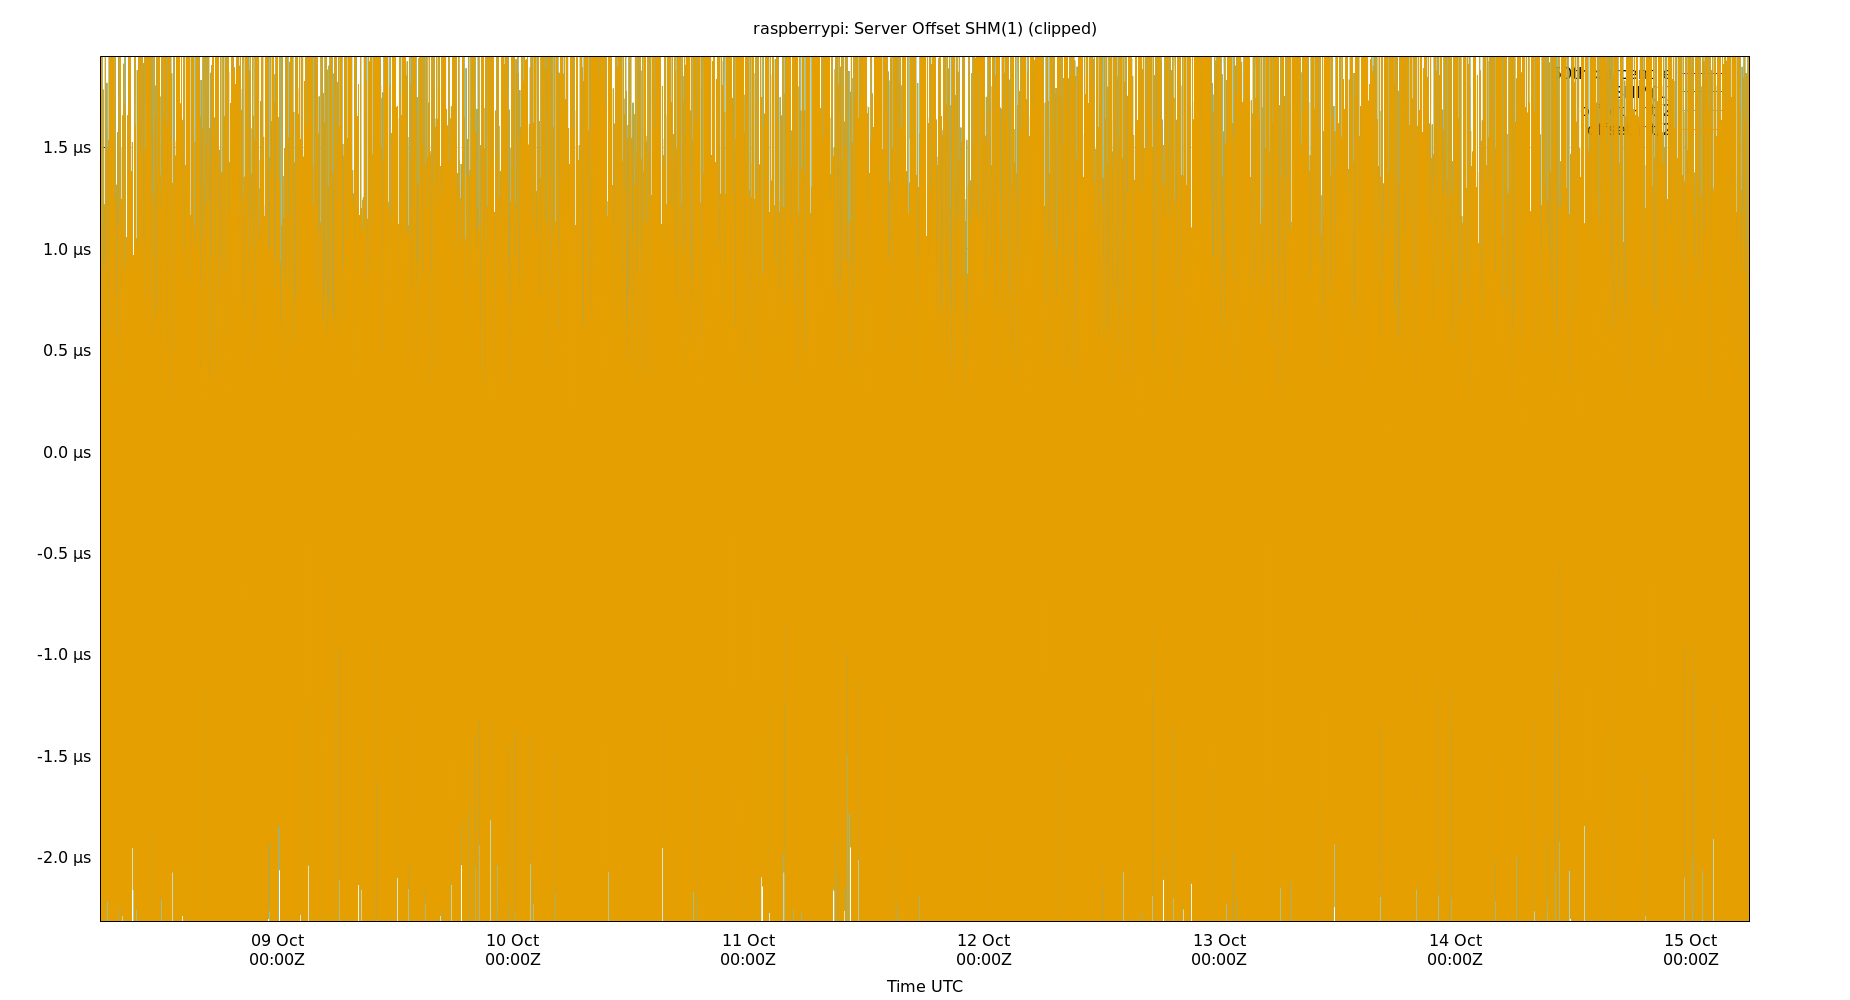 raspberrypi: Server Offset SHM(1) (clipped)
1.5 µs
1.0 µs
0.5 µs
0.0 µs
-0.5 µs
-1.0 µs
-1.5 µs
-2.0 µs
09 Oct 10 Oct 11 Oct 12 Oct 13 Oct 14 Oct 15 Oct
00:00Z 00:00Z 00:00Z 00:00Z 00:00Z 00:00Z 00:00Z
Time UTC